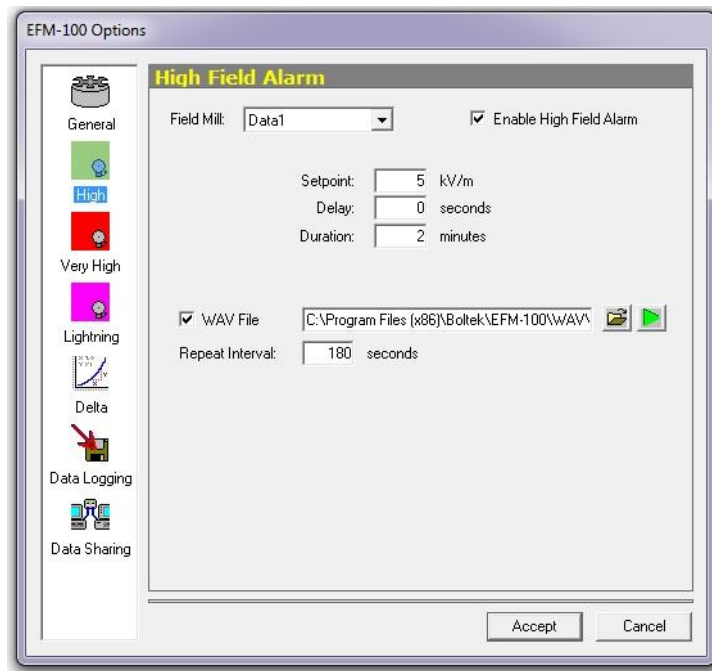 EFM-100 Options
General
High
Very High
Lightning
Delta
Data Logging
Data Sharing
High Field Alarm
Field Mill: Data1
Enable High Field Alarm
Setpoint: 5 kV/m
Delay: 0 seconds
Duration: 2 minutes
WAV File C:\Program Files (x86)\Boltek\EFM-100\WAV\
Repeat Interval: 180 seconds
Accept
Cancel